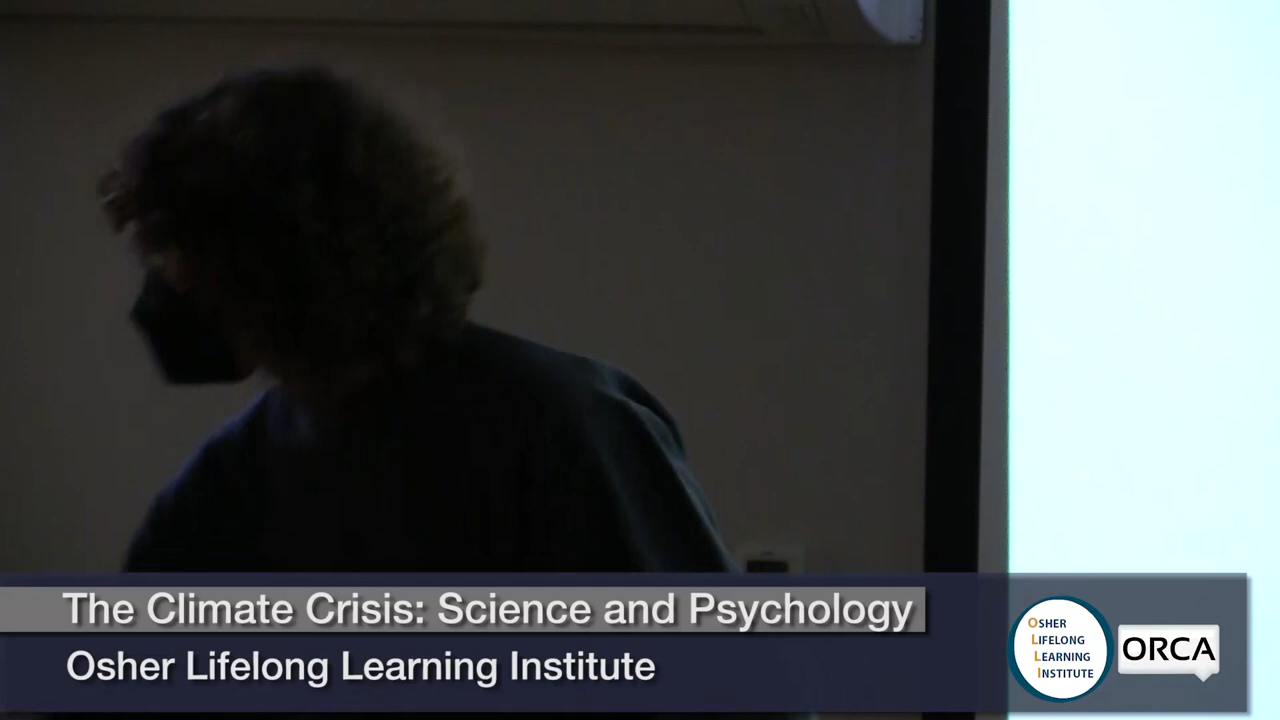 The Climate Crisis: Science and Psychology
Osher Lifelong Learning Institute
OSHER
LIFELONG
LEARNING
INSTITUTE
ORCA